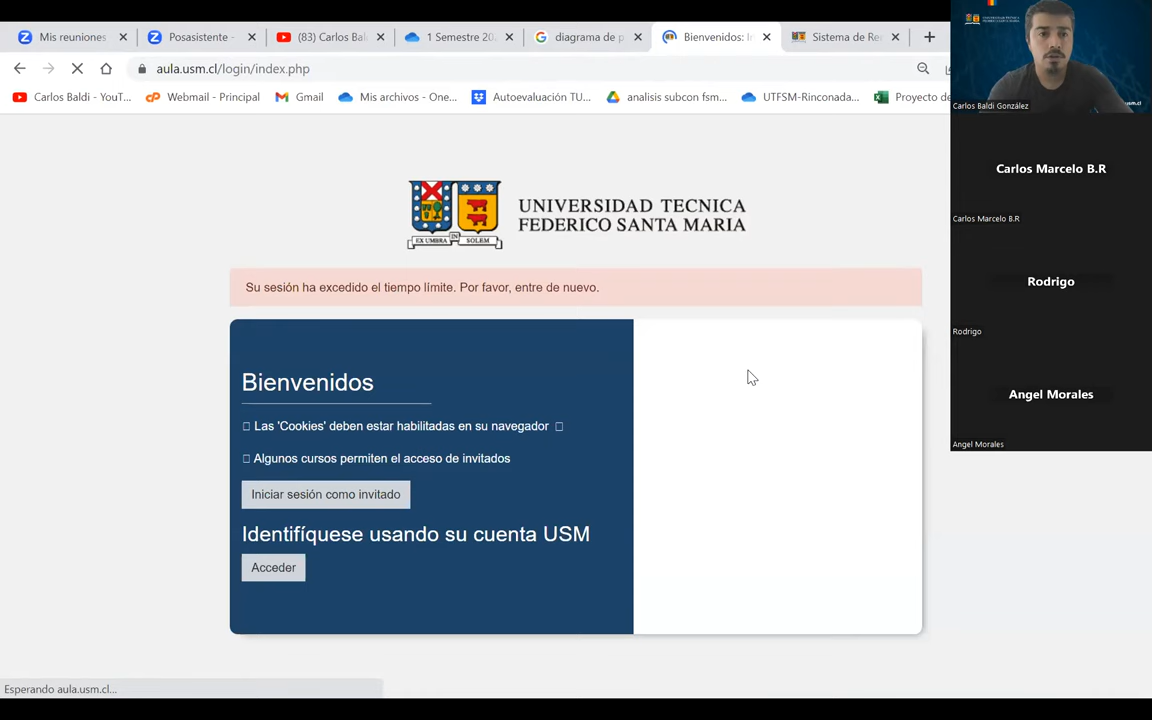 Mis reuniones
Posasistente -
(83) Carlos Bal
1 Semestre 20
diagrama de p
Bienvenidos: I
Sistema de Re
aula.usm.cl/login/index.php
Carlos Baldi - YouT...
Webmail - Principal
Gmail
Mis archivos - One...
Autoevaluación TU...
analisis subcon fsm...
UTFSM-Rinconada...
Proyecto de
Carlos Baldi González
Carlos Marcelo B.R
Carlos Marcelo B.R
Rodrigo
Rodrigo
Angel Morales
Angel Morales
UNIVERSIDAD TECNICA
FEDERICO SANTA MARIA
EX UMBRA IN SOLEM
Su sesión ha excedido el tiempo límite. Por favor, entre de nuevo.
Bienvenidos
Las 'Cookies' deben estar habilitadas en su navegador
Algunos cursos permiten el acceso de invitados
Iniciar sesión como invitado
Identifíquese usando su cuenta USM
Acceder
Esperando aula.usm.cl...